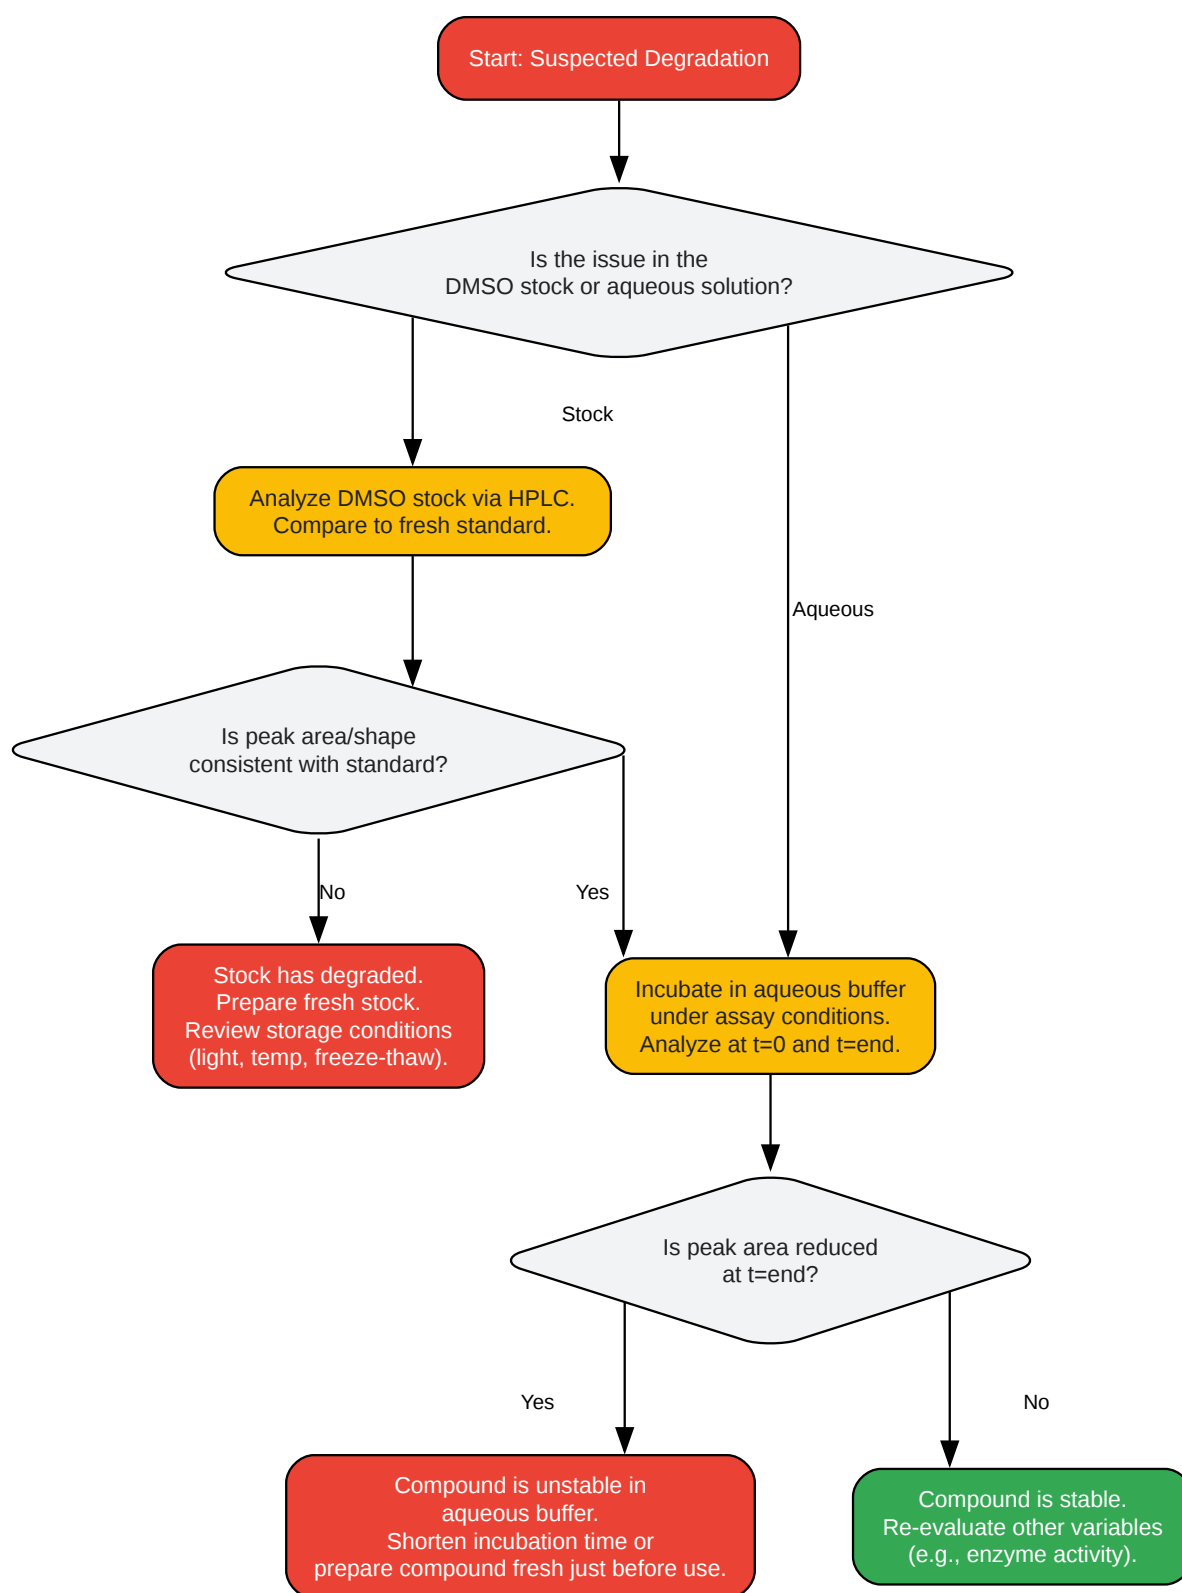 Start: Suspected Degradation
Is the issue in the
DMSO stock or aqueous solution?
Stock
Analyze DMSO stock via HPLC.
Compare to fresh standard.
Aqueous
Is peak area/shape
consistent with standard?
No
Yes
Stock has degraded.
Prepare fresh stock.
Review storage conditions
(light, temp, freeze-thaw).
Incubate in aqueous buffer
under assay conditions.
Analyze at t=0 and t=end.
Is peak area reduced
at t=end?
Yes
No
Compound is unstable in
aqueous buffer.
Shorten incubation time or
prepare compound fresh just before use.
Compound is stable.
Re-evaluate other variables
(e.g., enzyme activity).